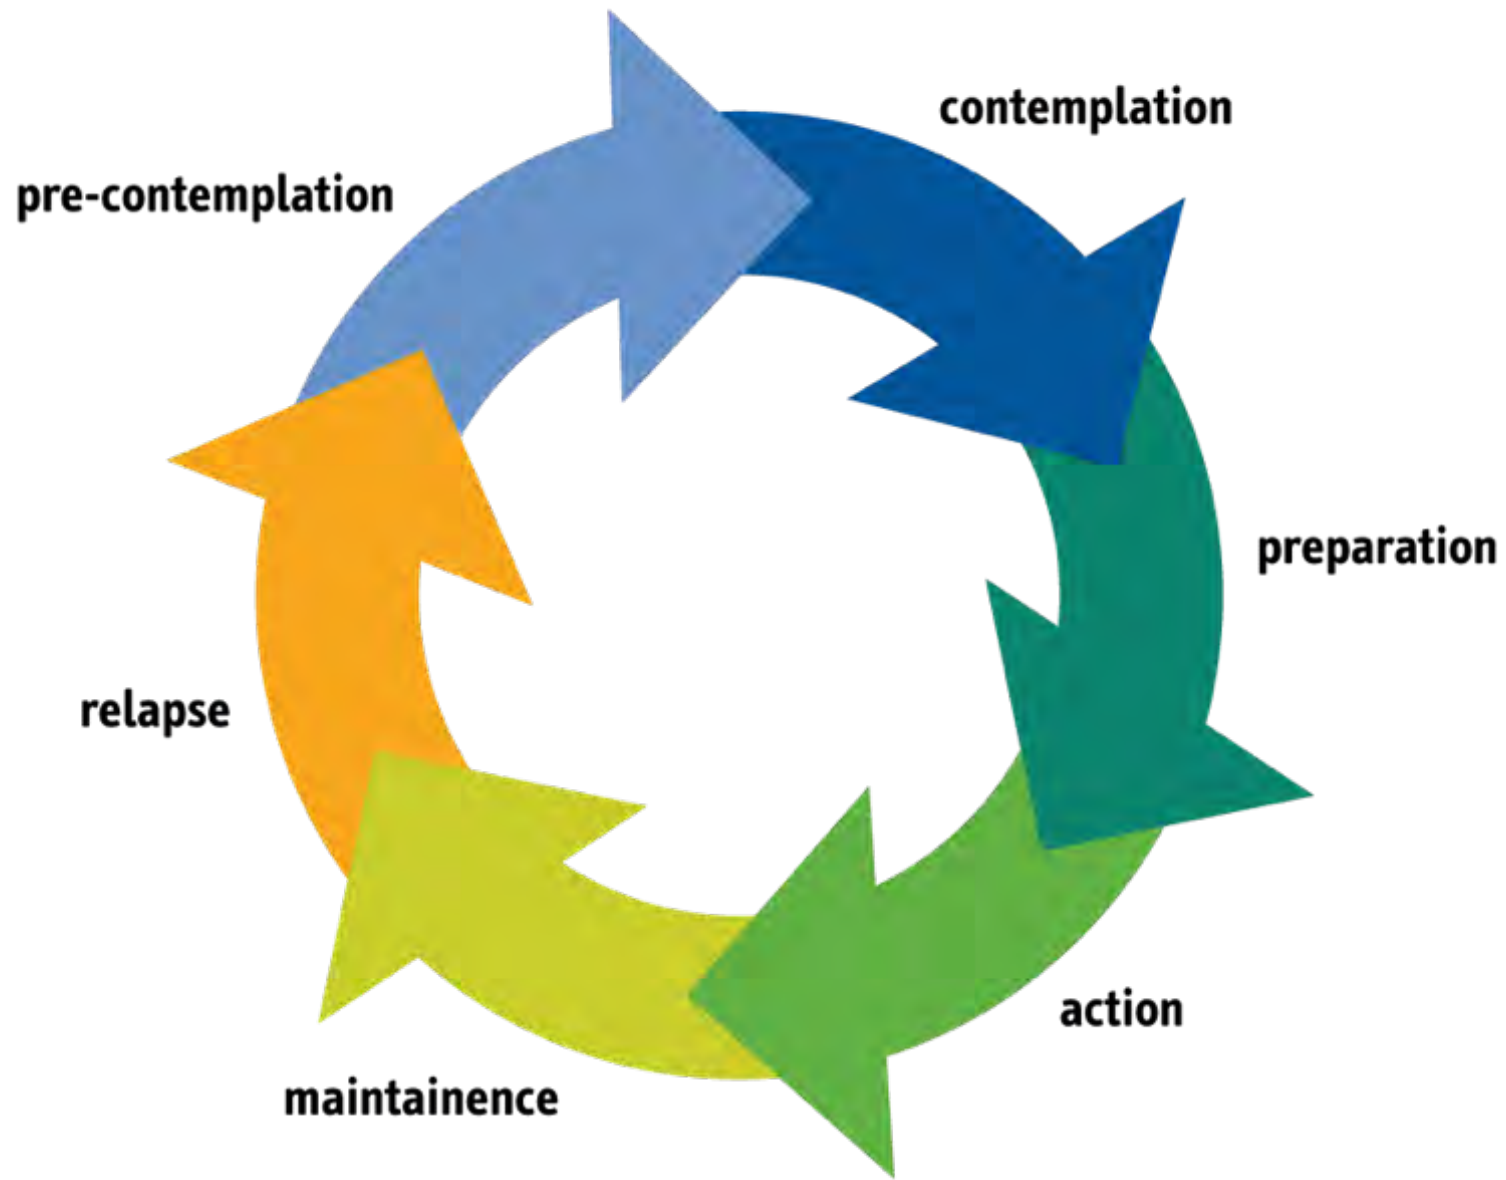 contemplation
pre-contemplation
preparation
relapse
action
maintainence